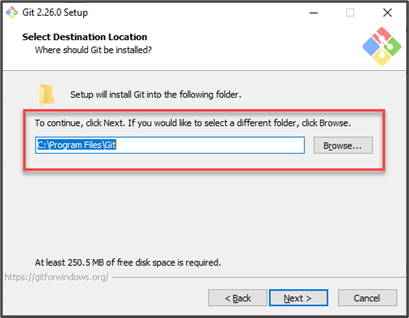 Git 2.26.0 Setup
Select Destination Location
Where should Git be installed?
Setup will install Git into the following folder.
To continue, click Next. If you would like to select a different folder, click Browse.
C:\Program Files\Git
Browse...
At least 250.5 MB of free disk space is required.
https://gitforwindows.org/
< Back
Next >
Cancel